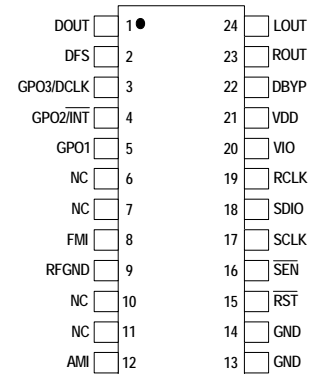 DOUT 1 24 LOUT
DFS 2 23 ROUT
GPO3/DCLK 3 22 DBYP
GPO2/INT 4 21 VDD
GPO1 5 20 VIO
NC 6 19 RCLK
NC 7 18 SDIO
FMI 8 17 SCLK
RFGND 9 16 SEN
NC 10 15 RST
NC 11 14 GND
AMI 12 13 GND